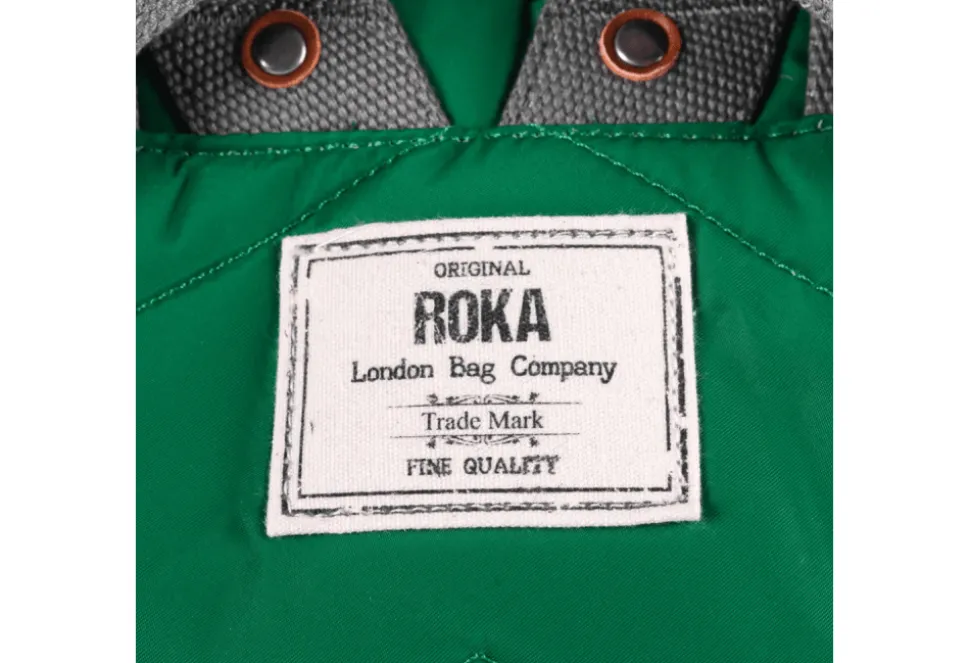 ORIGINAL
ROKA
London Bag Company
Trade Mark
FINE QUALITY